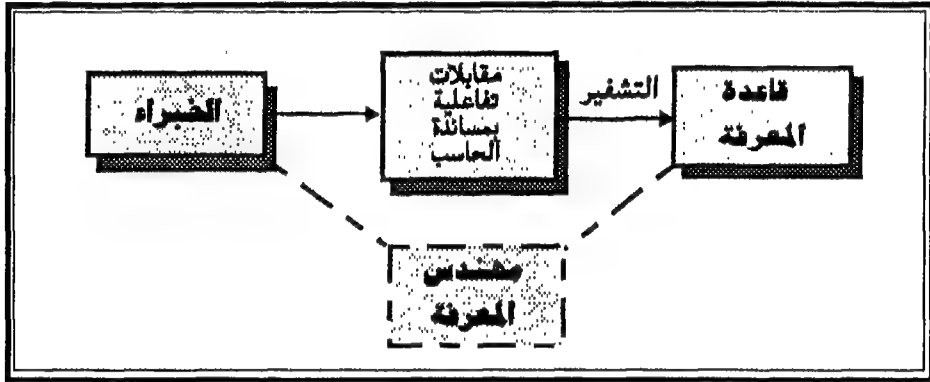 الخبراء
مقابلات
تفاعلية
بمساندة
الحاسب
التشفير
قاعدة
المعرفة
مهندس
المعرفة